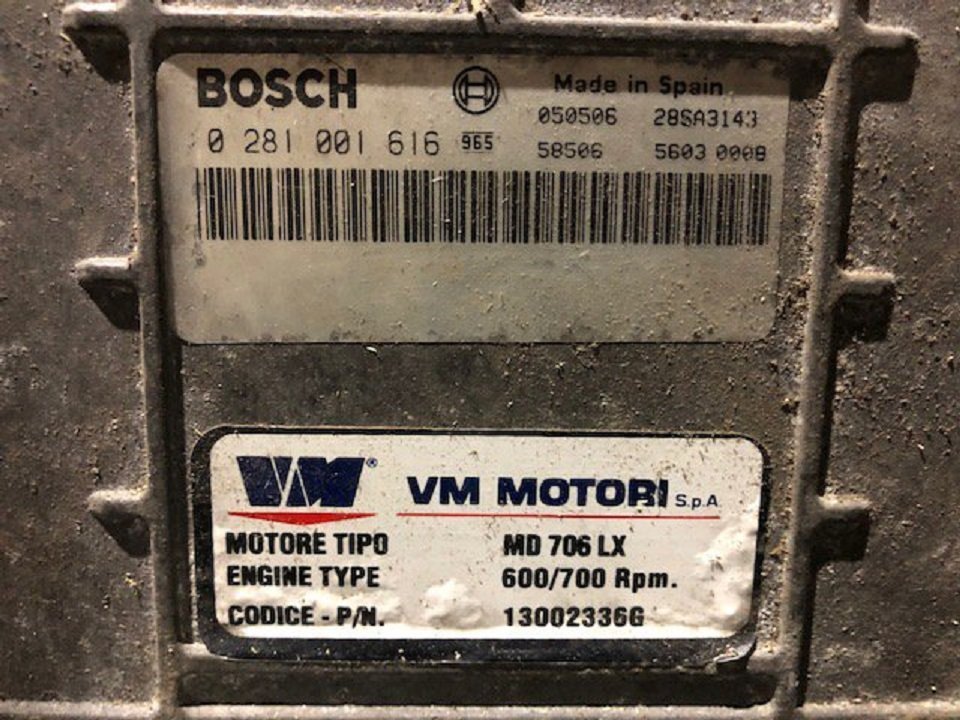 BOSCH
Made in Spain
050506 28SA3143
0 281 001 616 965
58506 5603 0008
VM® VM MOTORI S.p.A.
MOTORE TIPO MD 706 LX
ENGINE TYPE 600/700 Rpm.
CODICE - P/N. 13002336G